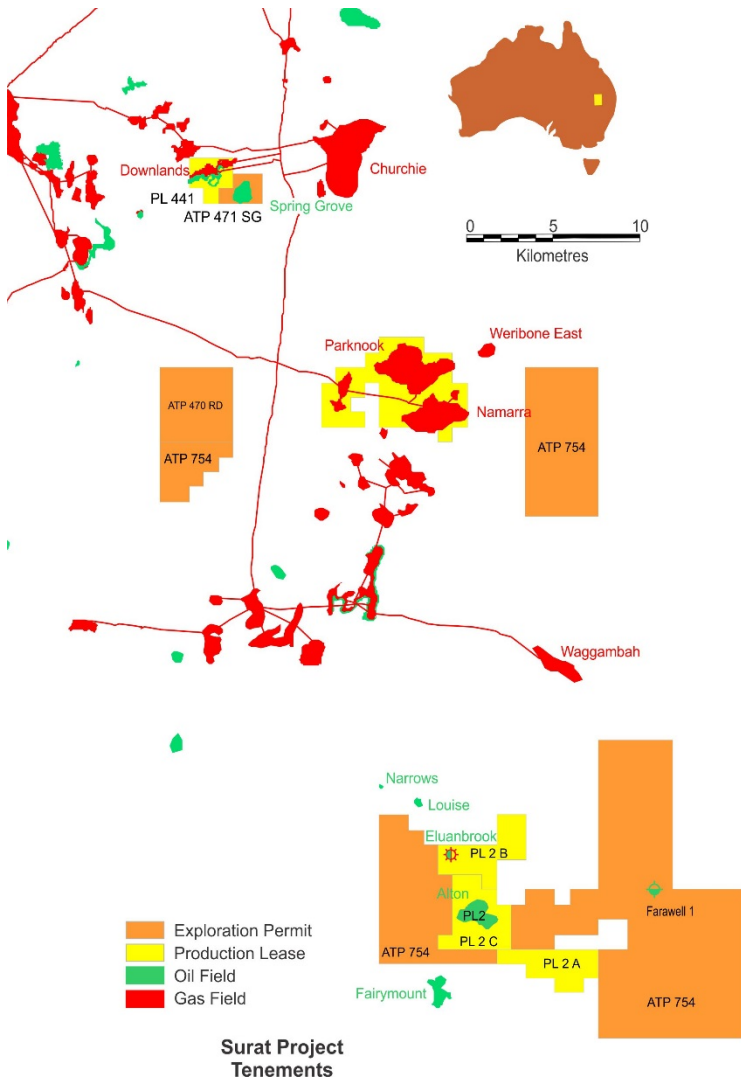 Downlands
Churchie
PL 441
Spring Grove
ATP 471 SG
0 5 10
Kilometres
Parknook
Weribone East
ATP 470 RD
Namarra
ATP 754
ATP 754
Waggambah
Narrows
Louise
Eluanbrook
PL 2 B
Alton
PL2
Farawell 1
PL 2 C
ATP 754
PL 2 A
ATP 754
Fairymount
Exploration Permit
Production Lease
Oil Field
Gas Field
Surat Project
Tenements